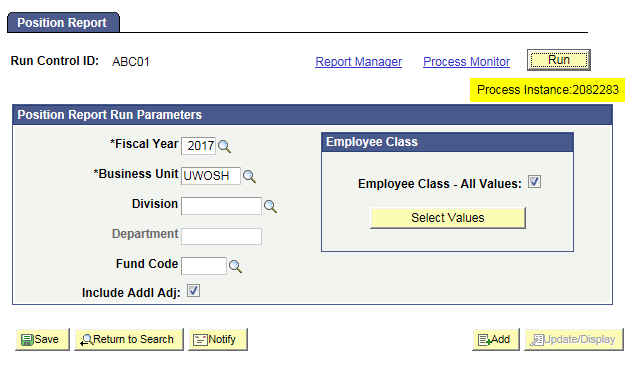 Position Report
Run Control ID: ABC01 Report Manager Process Monitor Run
Process Instance:2082283
Position Report Run Parameters
*Fiscal Year 2017
*Business Unit UWOSH
Division
Department
Fund Code
Include Addl Adj:
Employee Class
Employee Class - All Values:
Select Values
Save Return to Search Notify Add Update/Display